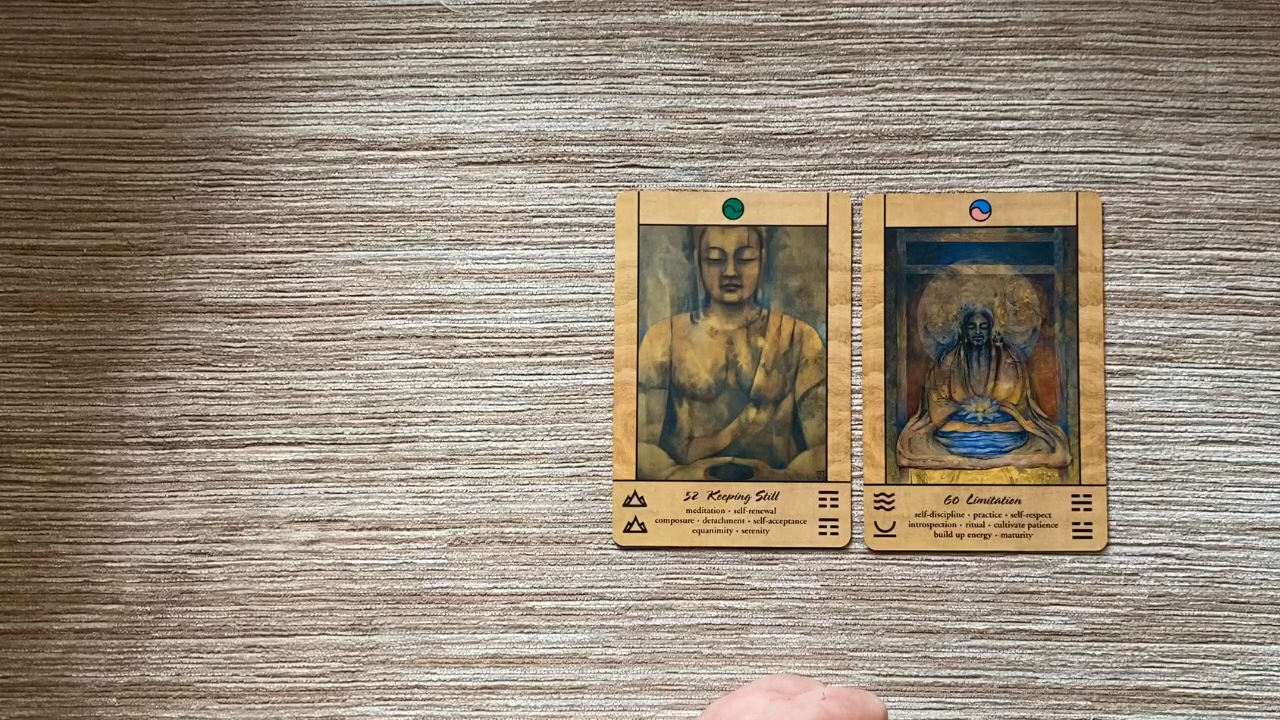 52 Keeping Still
meditation • self-renewal
composure • detachment • self-acceptance
equanimity • serenity
60 Limitation
self-discipline • practice • self-respect
introspection • ritual • cultivate patience
build up energy • maturity